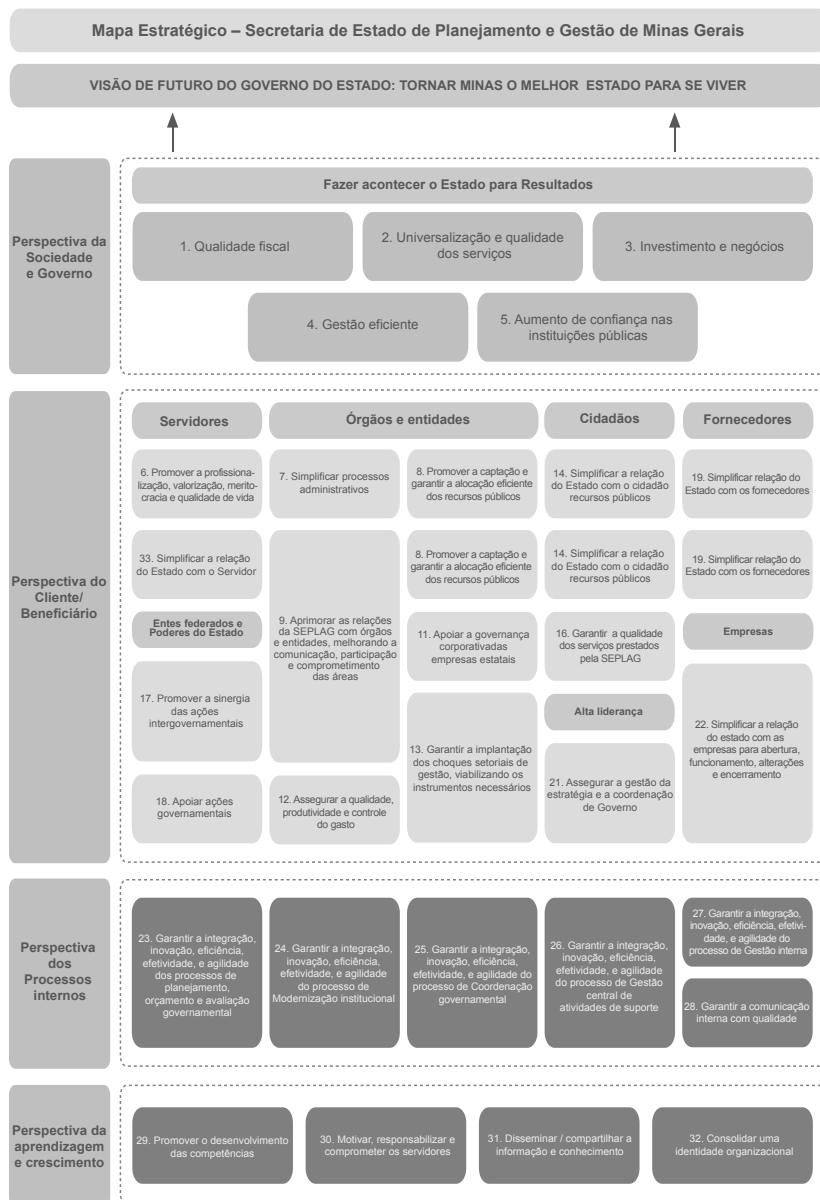 Mapa Estratégico – Secretaria de Estado de Planejamento e Gestão de Minas Gerais
VISÃO DE FUTURO DO GOVERNO DO ESTADO: TORNAR MINAS O MELHOR ESTADO PARA SE VIVER
Perspectiva da
Sociedade
e Governo
Fazer acontecer o Estado para Resultados
1. Qualidade fiscal
2. Universalização e qualidade
dos serviços
3. Investimento e negócios
4. Gestão eficiente
5. Aumento de confiança nas
instituições públicas
Perspectiva do
Cliente/
Beneficiário
Servidores
Órgãos e entidades
Cidadãos
Fornecedores
6. Promover a profissiona-
lização, valorização, merito-
cracia e qualidade de vida
7. Simplificar processos
administrativos
8. Promover a captação e
garantir a alocação eficiente
dos recursos públicos
14. Simplificar a relação
do Estado com o cidadão
recursos públicos
19. Simplificar relação do
Estado com os fornecedores
33. Simplificar a relação
do Estado com o Servidor
9. Aprimorar as relações
da SEPLAG com órgãos
e entidades, melhorando a
comunicação, participação
e comprometimento
das áreas
8. Promover a captação e
garantir a alocação eficiente
dos recursos públicos
14. Simplificar a relação
do Estado com o cidadão
recursos públicos
19. Simplificar relação do
Estado com os fornecedores
Entes federados e
Poderes do Estado
11. Apoiar a governança
corporativadas
empresas estatais
16. Garantir a qualidade
dos serviços prestados
pela SEPLAG
Empresas
17. Promover a sinergia
das ações
intergovernamentais
13. Garantir a implantação
dos choques setoriais de
gestão, viabilizando os
instrumentos necessários
Alta liderança
22. Simplificar a relação
do estado com as
empresas para abertura,
funcionamento, alterações
e encerramento
18. Apoiar ações
governamentais
12. Assegurar a qualidade,
produtividade e controle
do gasto
21. Assegurar a gestão da
estratégia e a coordenação
de Governo
Perspectiva
dos
Processos
internos
23. Garantir a integração,
inovação, eficiência,
efetividade, e agilidade
dos processos de
planejamento,
orçamento e avaliação
governamental
24. Garantir a integração,
inovação, eficiência,
efetividade, e agilidade
do processo de
Modernização institucional
25. Garantir a integração,
inovação, eficiência,
efetividade, e agilidade do
processo de Coordenação
governamental
26. Garantir a integração,
inovação, eficiência,
efetividade, e agilidade
do processo de Gestão
central de
atividades de suporte
27. Garantir a integração,
inovação, eficiência, efetivi-
dade, e agilidade do
processo de Gestão interna
28. Garantir a comunicação
interna com qualidade
Perspectiva da
aprendizagem
e crescimento
29. Promover o desenvolvimento
das competências
30. Motivar, responsabilizar e
comprometer os servidores
31. Disseminar / compartilhar a
informação e conhecimento
32. Consolidar uma
identidade organizacional